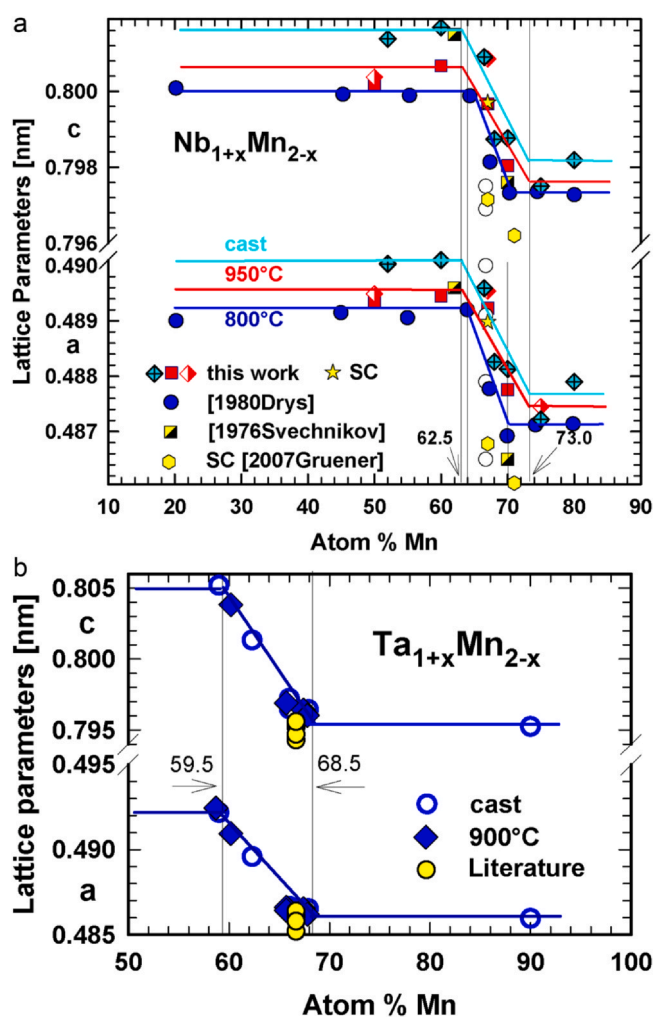 a
Lattice Parameters [nm]
0.800
0.798
0.796
0.490
0.489
0.488
0.487
c
a
Nb1+xMn2-x
cast
950°C
800°C
this work
SC
[1980Drys]
[1976Svechnikov]
SC [2007Gruener]
62.5
73.0
10 20 30 40 50 60 70 80 90
Atom % Mn
b
Lattice parameters [nm]
0.805
0.800
0.795
0.495
0.490
0.485
c
a
Ta1+xMn2-x
59.5
68.5
cast
900°C
Literature
50 60 70 80 90 100
Atom % Mn